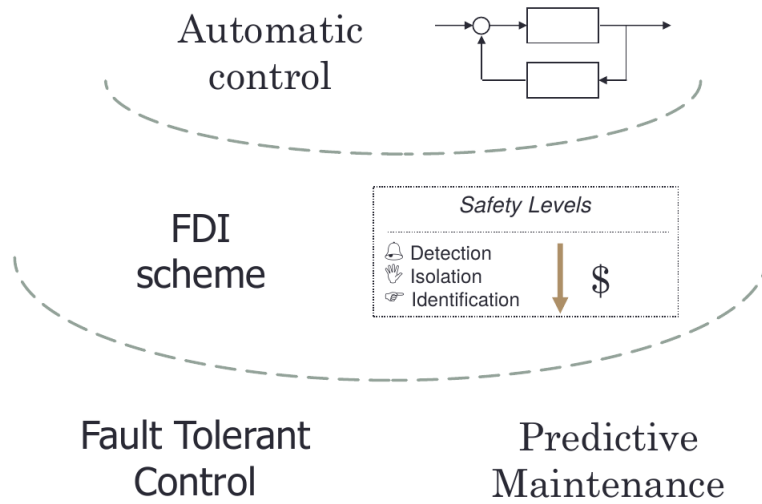 Automatic
control
FDI
scheme
Safety Levels
Detection
Isolation
Identification
$
Fault Tolerant
Control
Predictive
Maintenance